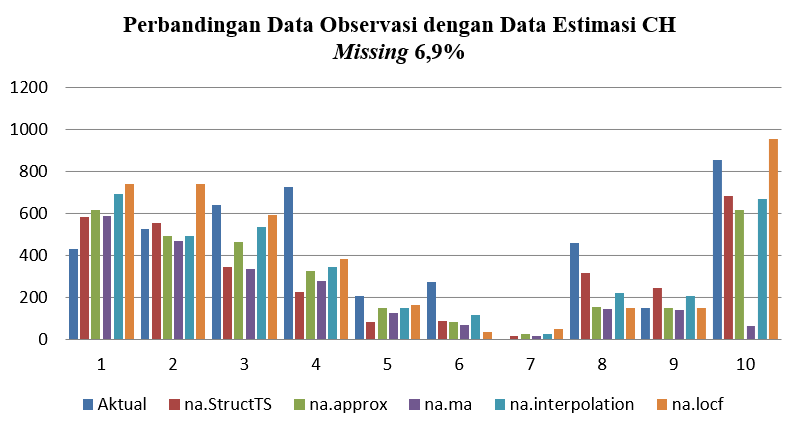 Perbandingan Data Observasi dengan Data Estimasi CH
Missing 6,9%
1200
1000
800
600
400
200
0
1 2 3 4 5 6 7 8 9 10
Aktual na.StructTS na.approx na.ma na.interpolation na.locf